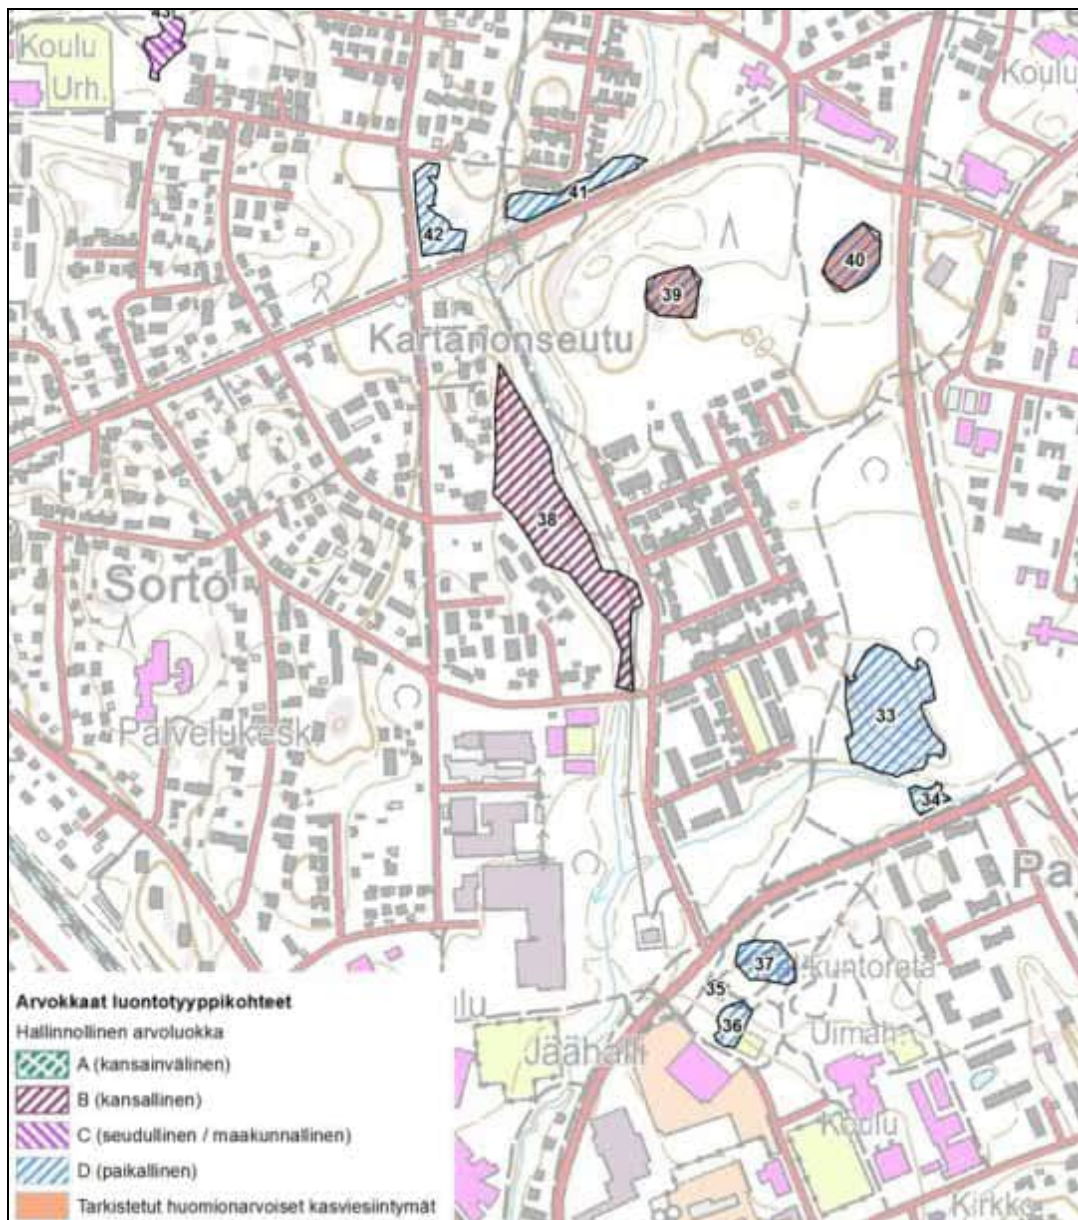 43
Koulu
Urh.
Koulu
41
42
40
39
Kartanonseutu
38
Sorto
33
Palvelukesk
34
Pa
37
Kuntorata
35
36
Uimah.
Jäähalli
Koulu
Kirkko
Arvokkaat luontotyyppikohteet
Hallinnollinen arvoluokka
A (kansainvälinen)
B (kansallinen)
C (seudullinen / maakunnallinen)
D (paikallinen)
Tarkistetut huomionarvoiset kasviesiintymät